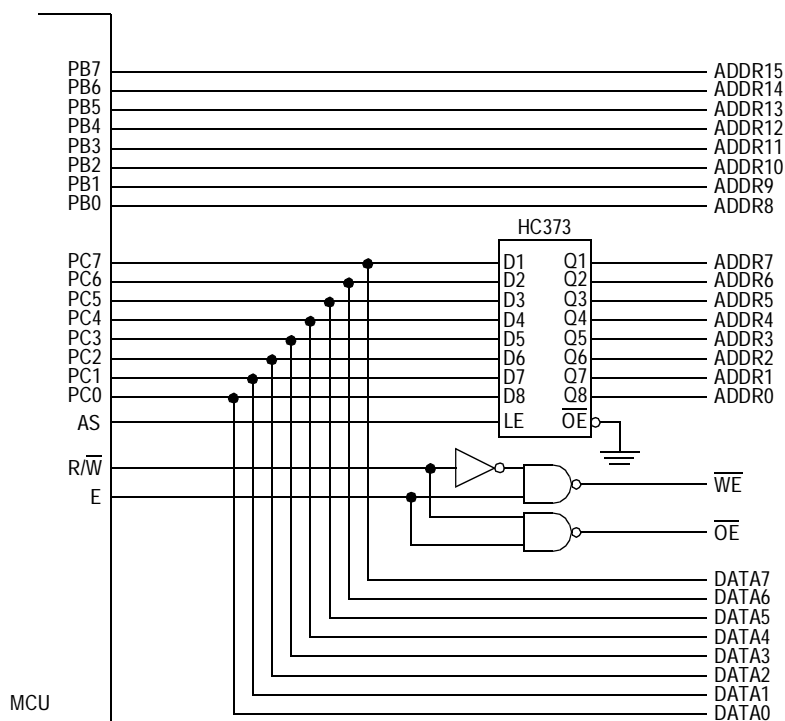 PB7 ADDR15
PB6 ADDR14
PB5 ADDR13
PB4 ADDR12
PB3 ADDR11
PB2 ADDR10
PB1 ADDR9
PB0 ADDR8
HC373
PC7 D1 Q1 ADDR7
PC6 D2 Q2 ADDR6
PC5 D3 Q3 ADDR5
PC4 D4 Q4 ADDR4
PC3 D5 Q5 ADDR3
PC2 D6 Q6 ADDR2
PC1 D7 Q7 ADDR1
PC0 D8 Q8 ADDR0
AS LE O̅E̅
R/W̅
E W̅E̅
O̅E̅
DATA7
DATA6
DATA5
DATA4
DATA3
DATA2
MCU DATA1
DATA0